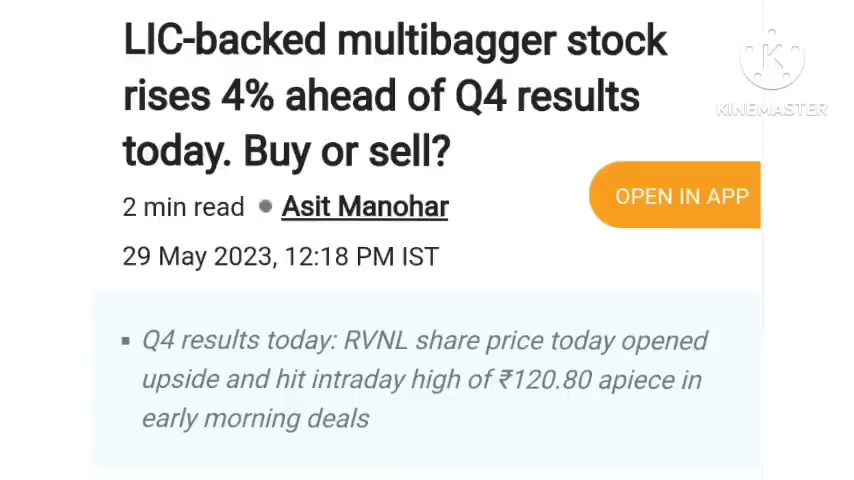 LIC-backed multibagger stock
rises 4% ahead of Q4 results
today. Buy or sell?
2 min read • Asit Manohar
OPEN IN APP
29 May 2023, 12:18 PM IST
▪ Q4 results today: RVNL share price today opened
upside and hit intraday high of ₹120.80 apiece in
early morning deals
K
KINEMASTER